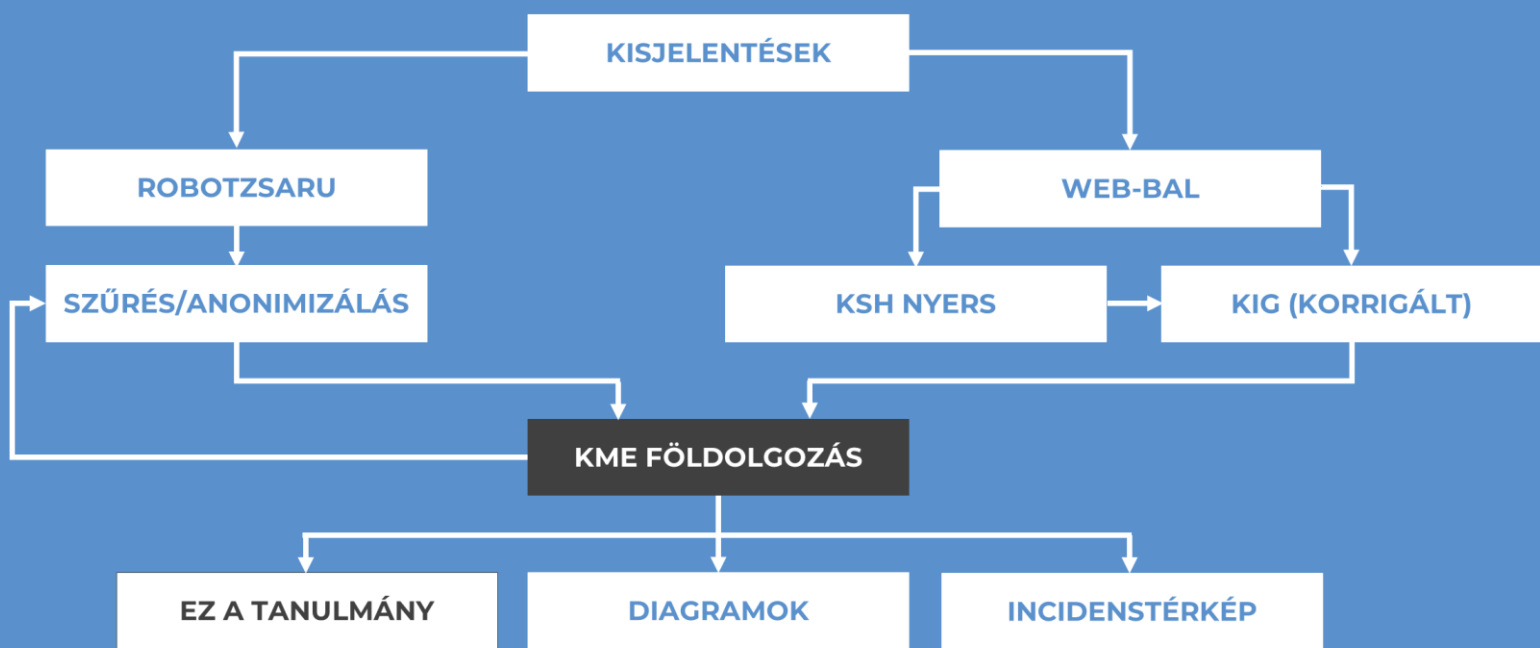 KISJELENTÉSEK
ROBOTZSARU
WEB-BAL
SZŰRÉS/ANONIMIZÁLÁS
KSH NYERS
KIG (KORRIGÁLT)
KME FÖLDOLGOZÁS
EZ A TANULMÁNY
DIAGRAMOK
INCIDENSTÉRKÉP